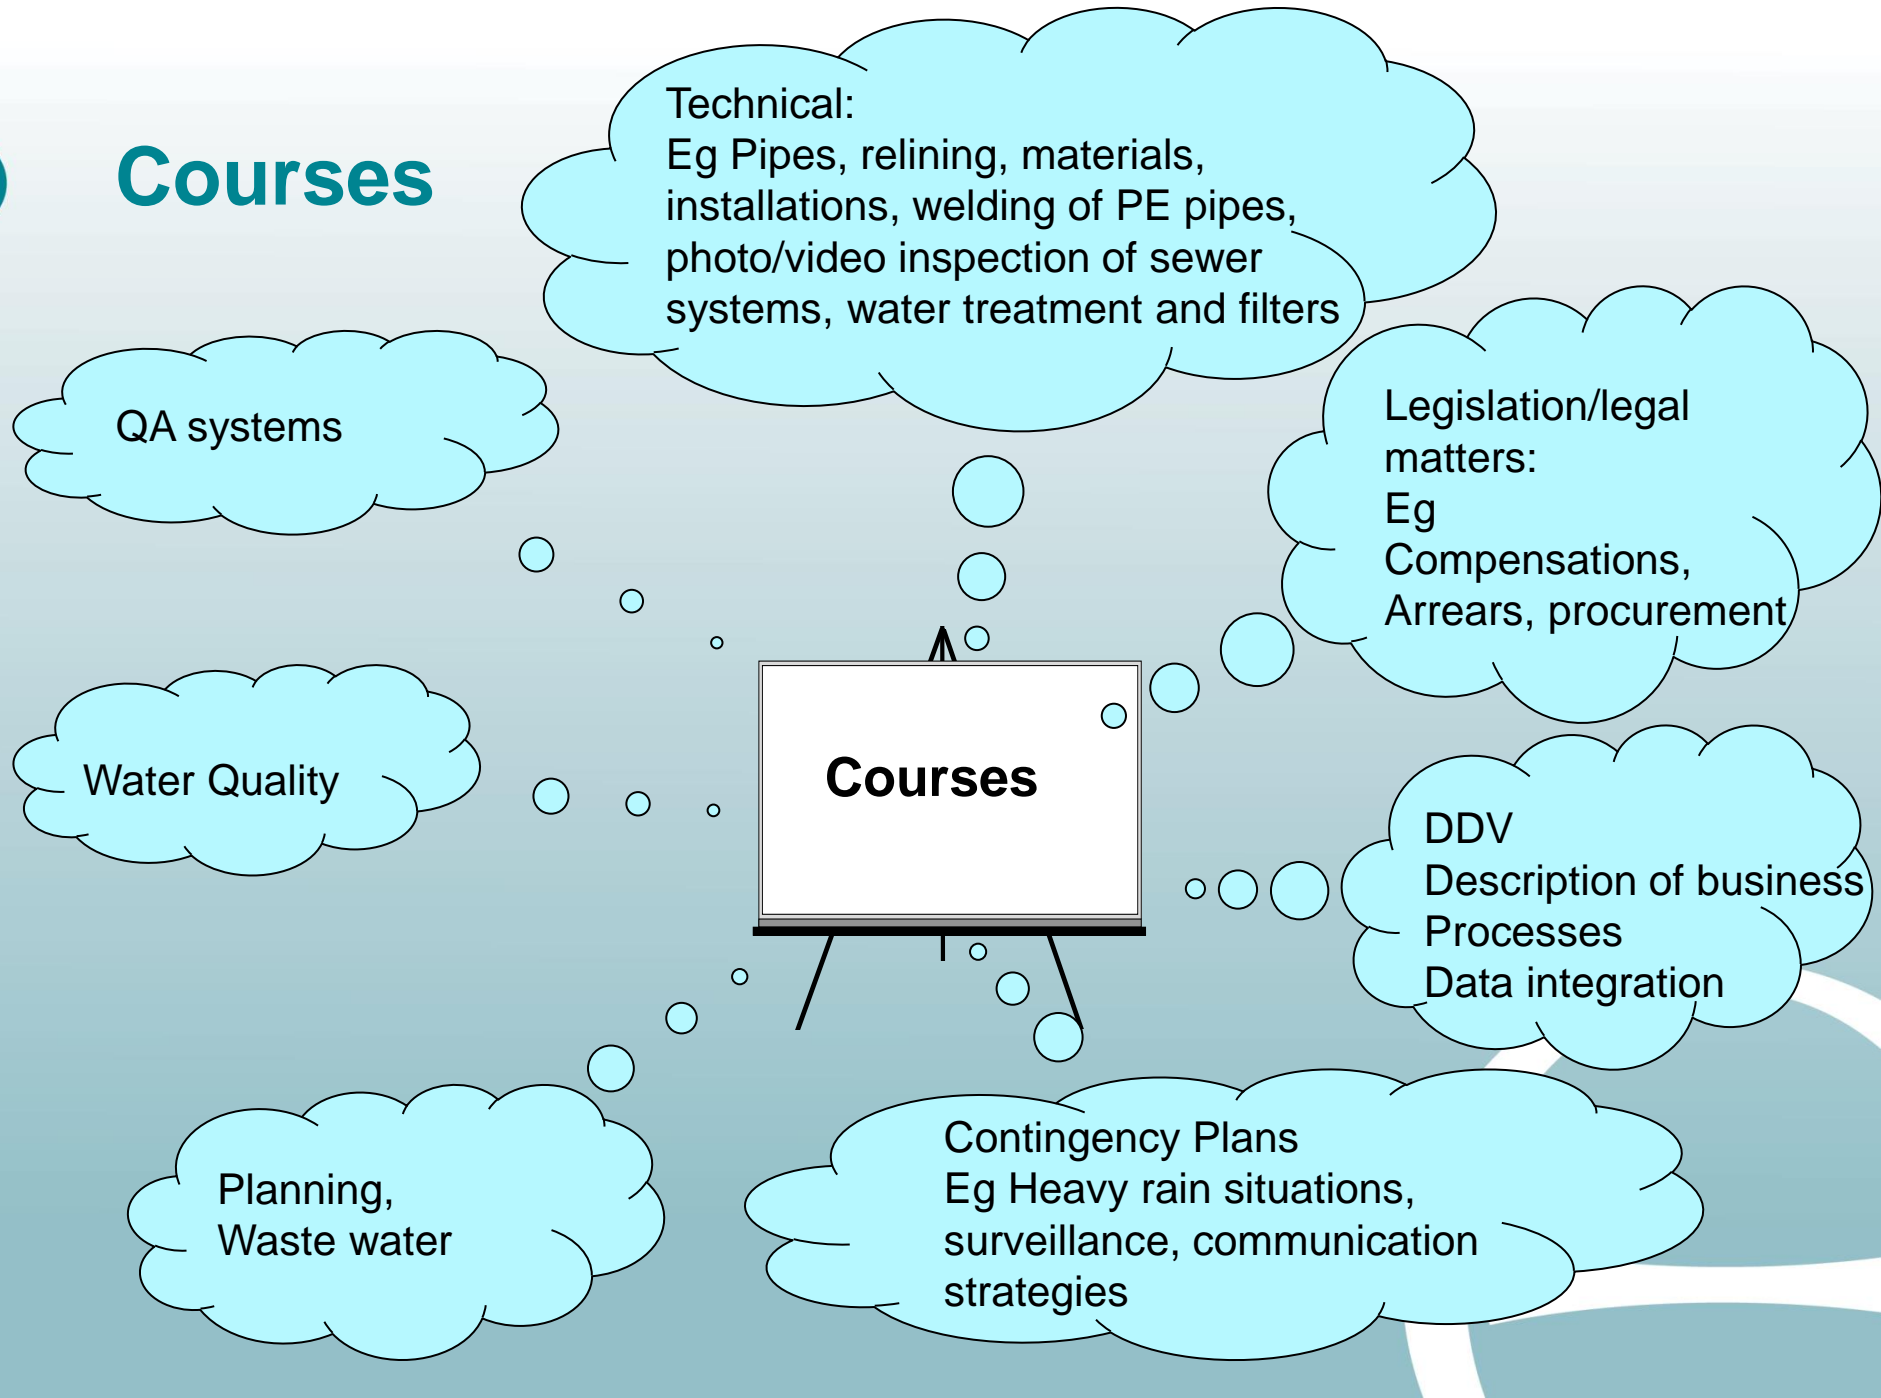 Courses
Technical:
Eg Pipes, relining, materials,
installations, welding of PE pipes,
photo/video inspection of sewer
systems, water treatment and filters
QA systems
Legislation/legal
matters:
Eg
Compensations,
Arrears, procurement
Water Quality
Courses
DDV
Description of business
Processes
Data integration
Planning,
Waste water
Contingency Plans
Eg Heavy rain situations,
surveillance, communication
strategies